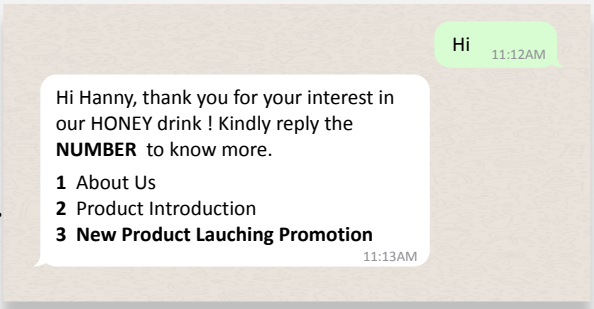 Hi
11:12AM
Hi Hanny, thank you for your interest in
our HONEY drink ! Kindly reply the
NUMBER to know more.
1 About Us
2 Product Introduction
3 New Product Lauching Promotion
11:13AM